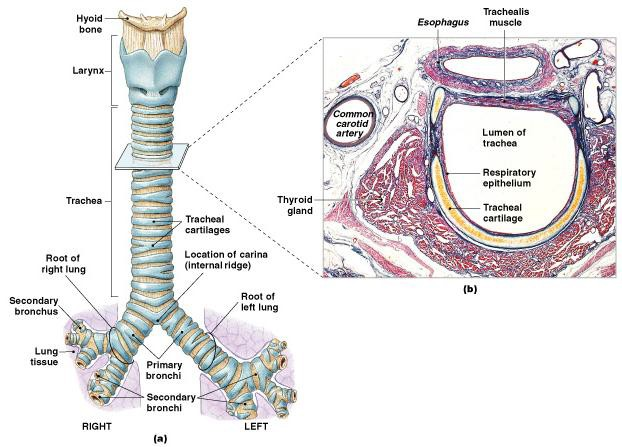 Hyoid
bone
Larynx
Trachea
Tracheal
cartilages
Location of carina
(internal ridge)
Root of
right lung
Root of
left lung
Secondary
bronchus
Lung
tissue
Primary
bronchi
Secondary
bronchi
RIGHT
LEFT
(a)
Esophagus
Trachealis
muscle
Common
carotid
artery
Lumen of
trachea
Respiratory
epithelium
Tracheal
cartilage
Thyroid
gland
(b)